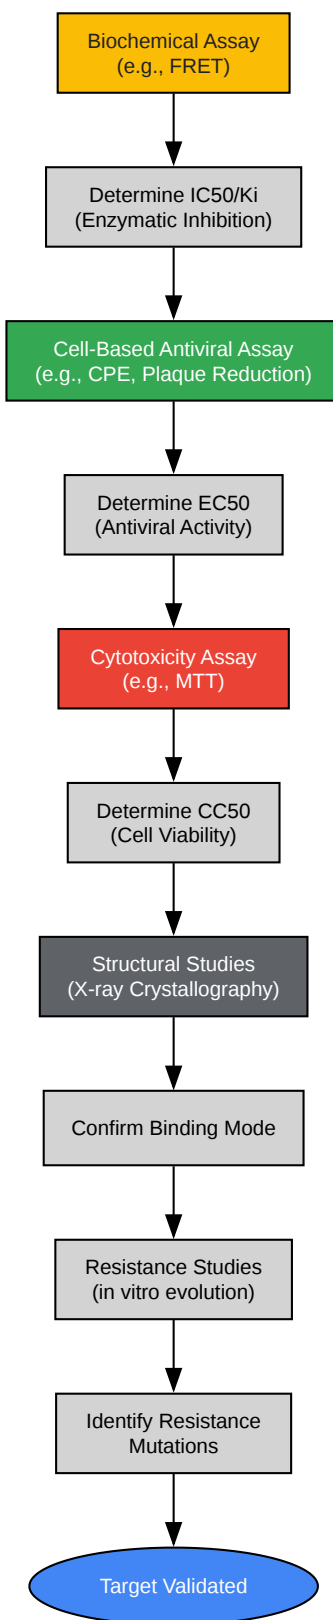 Biochemical Assay
(e.g., FRET)
Determine IC50/Ki
(Enzymatic Inhibition)
Cell-Based Antiviral Assay
(e.g., CPE, Plaque Reduction)
Determine EC50
(Antiviral Activity)
Cytotoxicity Assay
(e.g., MTT)
Determine CC50
(Cell Viability)
Structural Studies
(X-ray Crystallography)
Confirm Binding Mode
Resistance Studies
(in vitro evolution)
Identify Resistance
Mutations
Target Validated